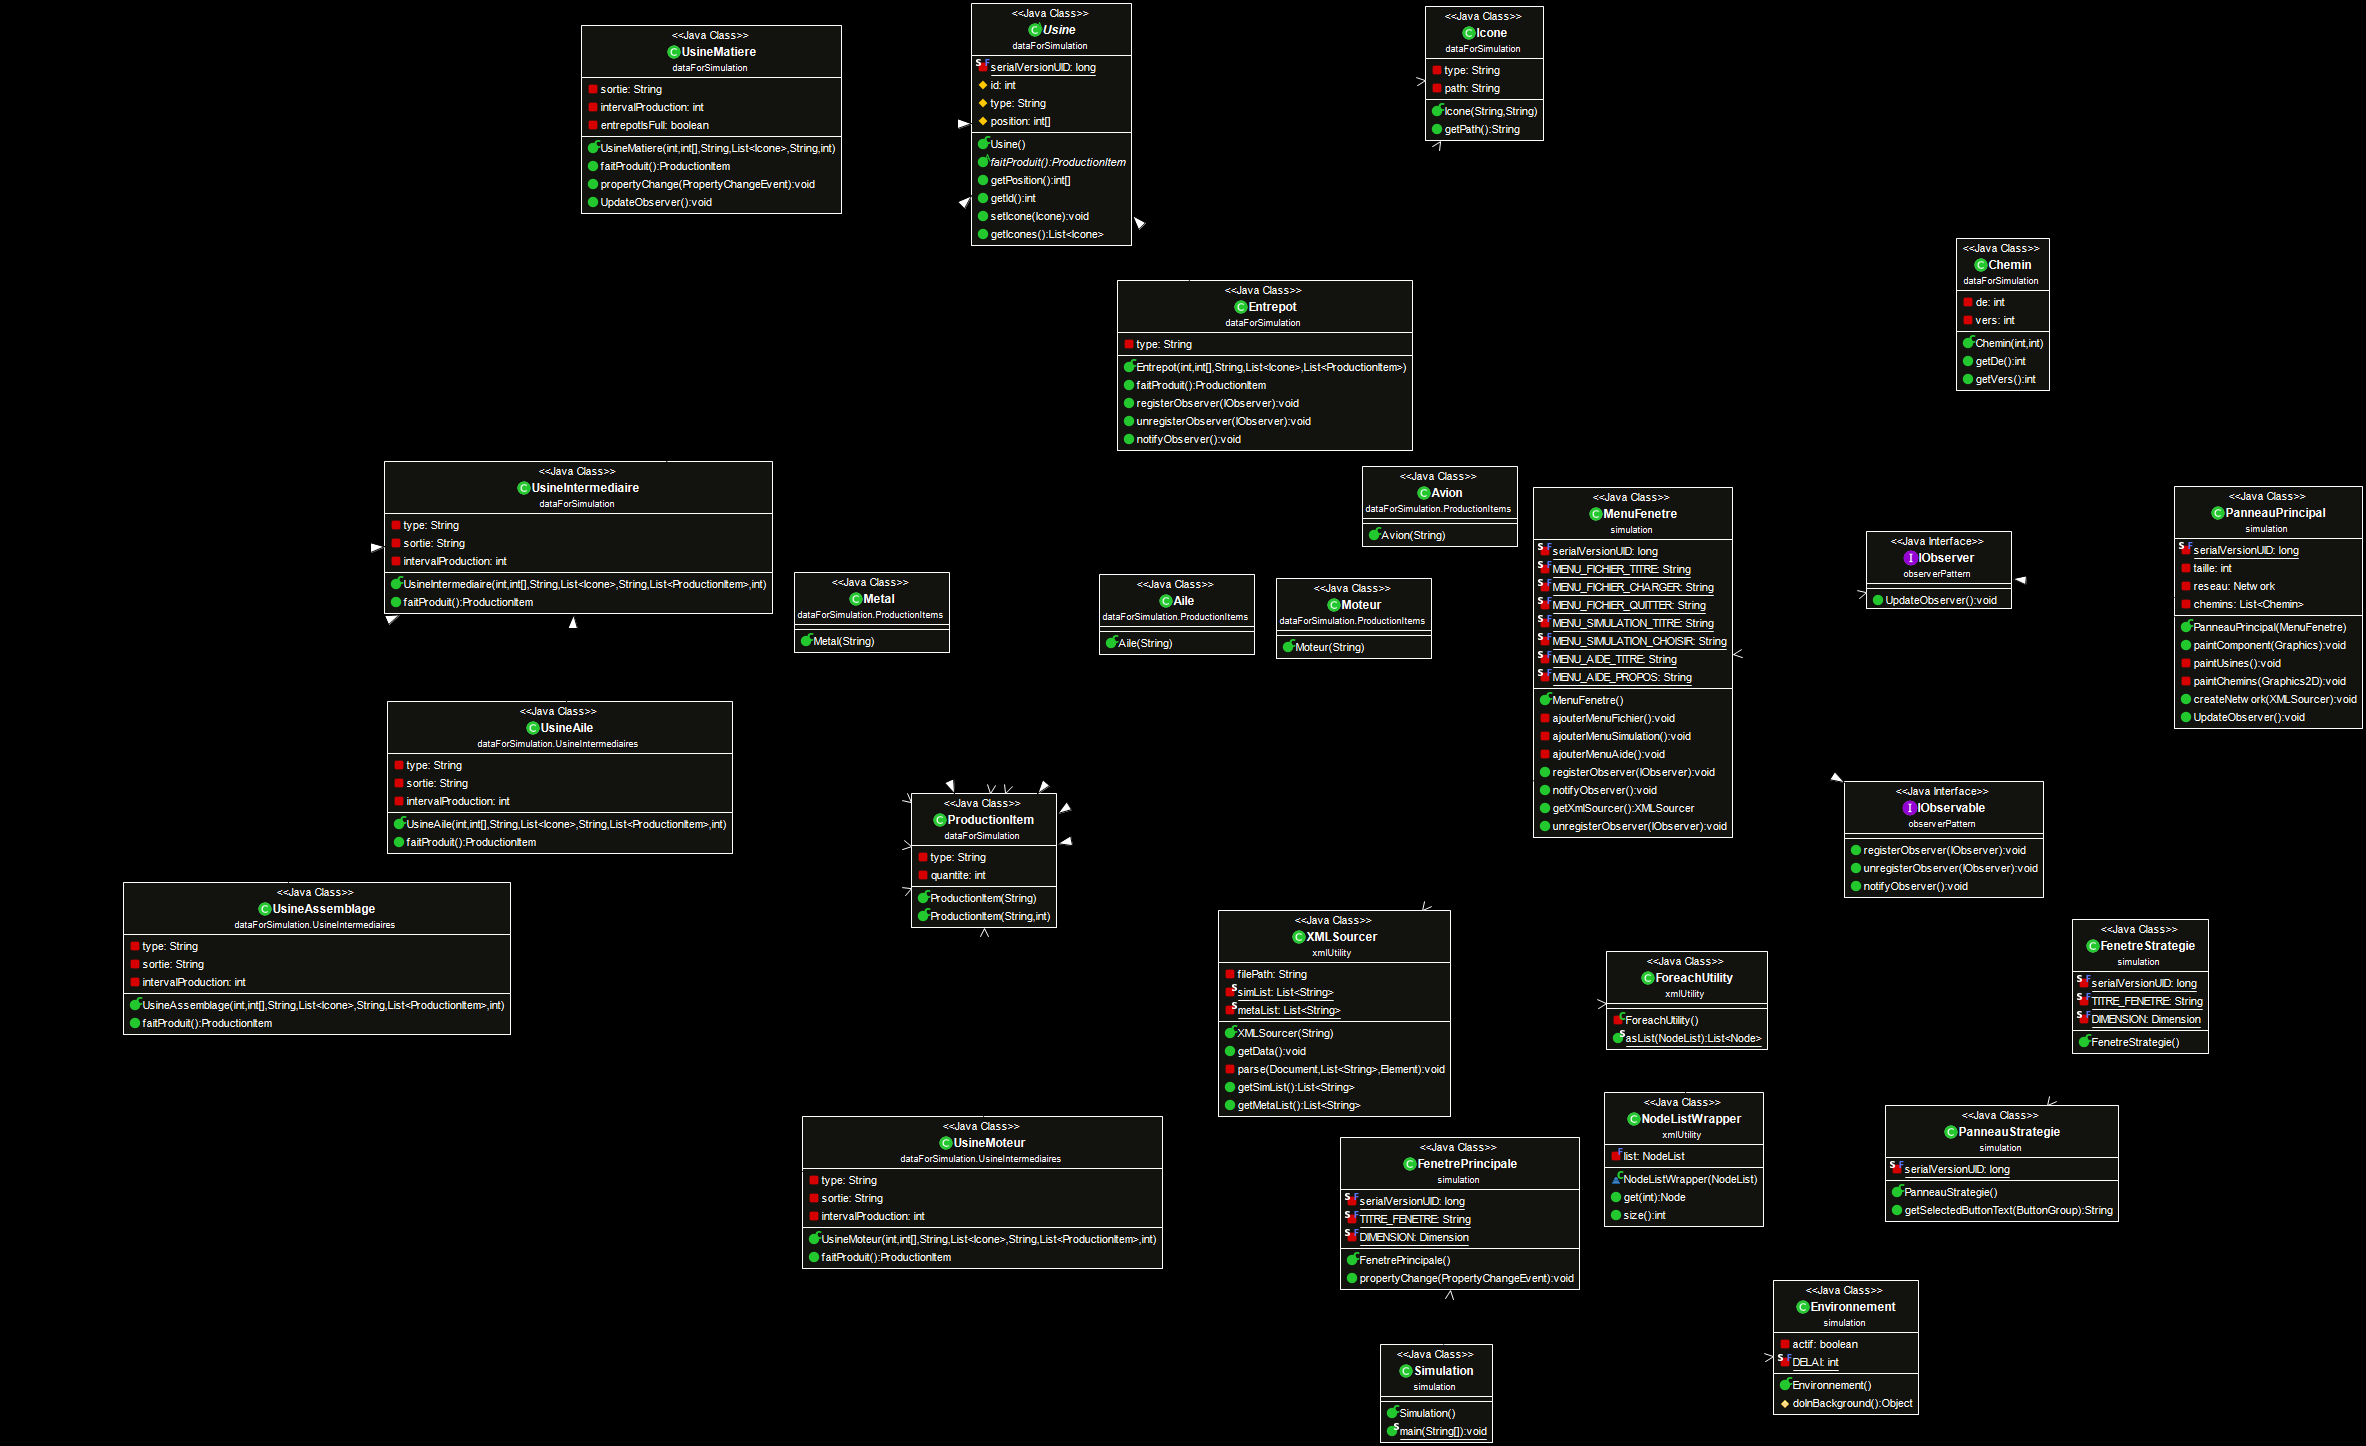 <<Java Class>>
UsineMatiere
dataForSimulation
sortie: String
intervalProduction: int
entrepotIsFull: boolean
UsineMatiere(int,int[],String,List<Icone>,String,int)
faitProduit():ProductionItem
propertyChange(PropertyChangeEvent):void
UpdateObserver():void
<<Java Class>>
Usine
dataForSimulation
serialVersionUID: long
id: int
type: String
position: int[]
Usine()
faitProduit():ProductionItem
getPosition():int[]
getId():int
setIcone(Icone):void
getIcones():List<Icone>
<<Java Class>>
Icone
dataForSimulation
type: String
path: String
Icone(String,String)
getPath():String
<<Java Class>>
Chemin
dataForSimulation
de: int
vers: int
Chemin(int,int)
getDe():int
getVers():int
<<Java Class>>
Entrepot
dataForSimulation
type: String
Entrepot(int,int[],String,List<Icone>,List<ProductionItem>)
faitProduit():ProductionItem
registerObserver(IObserver):void
unregisterObserver(IObserver):void
notifyObserver():void
<<Java Class>>
UsineIntermediaire
dataForSimulation
type: String
sortie: String
intervalProduction: int
UsineIntermediaire(int,int[],String,List<Icone>,String,List<ProductionItem>,int)
faitProduit():ProductionItem
<<Java Class>>
Avion
dataForSimulation.ProductionItems
Avion(String)
<<Java Class>>
MenuFenetre
simulation
serialVersionUID: long
MENU_FICHIER_TITRE: String
MENU_FICHIER_CHARGER: String
MENU_FICHIER_QUITTER: String
MENU_SIMULATION_TITRE: String
MENU_SIMULATION_CHOISIR: String
MENU_AIDE_TITRE: String
MENU_AIDE_PROPOS: String
MenuFenetre()
ajouterMenuFichier():void
ajouterMenuSimulation():void
ajouterMenuAide():void
registerObserver(IObserver):void
notifyObserver():void
getXmlSourcer():XMLSourcer
unregisterObserver(IObserver):void
<<Java Interface>>
IObserver
observerPattern
UpdateObserver():void
<<Java Class>>
PanneauPrincipal
simulation
serialVersionUID: long
taille: int
reseau: Network
chemins: List<Chemin>
PanneauPrincipal(MenuFenetre)
paintComponent(Graphics):void
paintUsines():void
paintChemins(Graphics2D):void
createNetwork(XMLSourcer):void
UpdateObserver():void
<<Java Class>>
Metal
dataForSimulation.ProductionItems
Metal(String)
<<Java Class>>
Aile
dataForSimulation.ProductionItems
Aile(String)
<<Java Class>>
Moteur
dataForSimulation.ProductionItems
Moteur(String)
<<Java Class>>
UsineAile
dataForSimulation.UsineIntermediaires
type: String
sortie: String
intervalProduction: int
UsineAile(int,int[],String,List<Icone>,String,List<ProductionItem>,int)
faitProduit():ProductionItem
<<Java Class>>
ProductionItem
dataForSimulation
type: String
quantite: int
ProductionItem(String)
ProductionItem(String,int)
<<Java Interface>>
IObservable
observerPattern
registerObserver(IObserver):void
unregisterObserver(IObserver):void
notifyObserver():void
<<Java Class>>
UsineAssemblage
dataForSimulation.UsineIntermediaires
type: String
sortie: String
intervalProduction: int
UsineAssemblage(int,int[],String,List<Icone>,String,List<ProductionItem>,int)
faitProduit():ProductionItem
<<Java Class>>
XMLSourcer
xmlUtility
filePath: String
simList: List<String>
metaList: List<String>
XMLSourcer(String)
getData():void
parse(Document,List<String>,Element):void
getSimList():List<String>
getMetaList():List<String>
<<Java Class>>
ForeachUtility
xmlUtility
ForeachUtility()
asList(NodeList):List<Node>
<<Java Class>>
FenetreStrategie
simulation
serialVersionUID: long
TITRE_FENETRE: String
DIMENSION: Dimension
FenetreStrategie()
<<Java Class>>
UsineMoteur
dataForSimulation.UsineIntermediaires
type: String
sortie: String
intervalProduction: int
UsineMoteur(int,int[],String,List<Icone>,String,List<ProductionItem>,int)
faitProduit():ProductionItem
<<Java Class>>
FenetrePrincipale
simulation
serialVersionUID: long
TITRE_FENETRE: String
DIMENSION: Dimension
FenetrePrincipale()
propertyChange(PropertyChangeEvent):void
<<Java Class>>
NodeListWrapper
xmlUtility
list: NodeList
NodeListWrapper(NodeList)
get(int):Node
size():int
<<Java Class>>
PanneauStrategie
simulation
serialVersionUID: long
PanneauStrategie()
getSelectedButtonText(ButtonGroup):String
<<Java Class>>
Environnement
simulation
actif: boolean
DELAI: int
Environnement()
doInBackground():Object
<<Java Class>>
Simulation
simulation
Simulation()
main(String[]):void